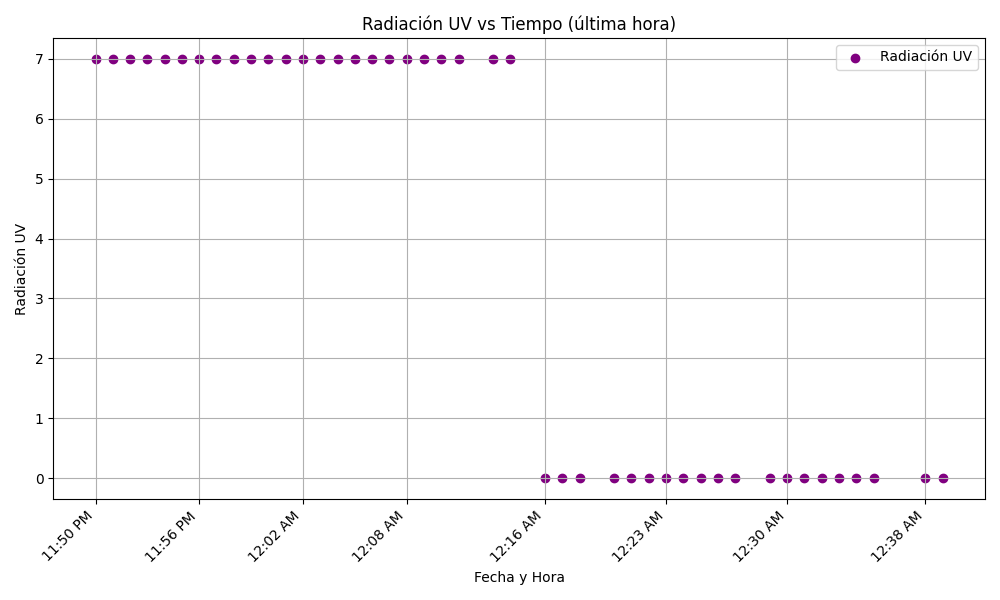 Radiación UV vs Tiempo (última hora)
Radiación UV
7
6
5
4
3
2
1
0
Radiación UV
11:50 PM
11:56 PM
12:02 AM
12:08 AM
12:16 AM
12:23 AM
12:30 AM
12:38 AM
Fecha y Hora